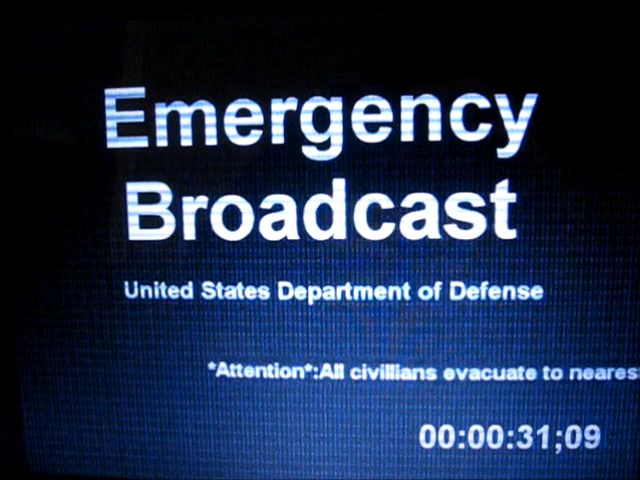 Emergency
Broadcast
United States Department of Defense
*Attention*:All civillians evacuate to neares
00:00:31;09